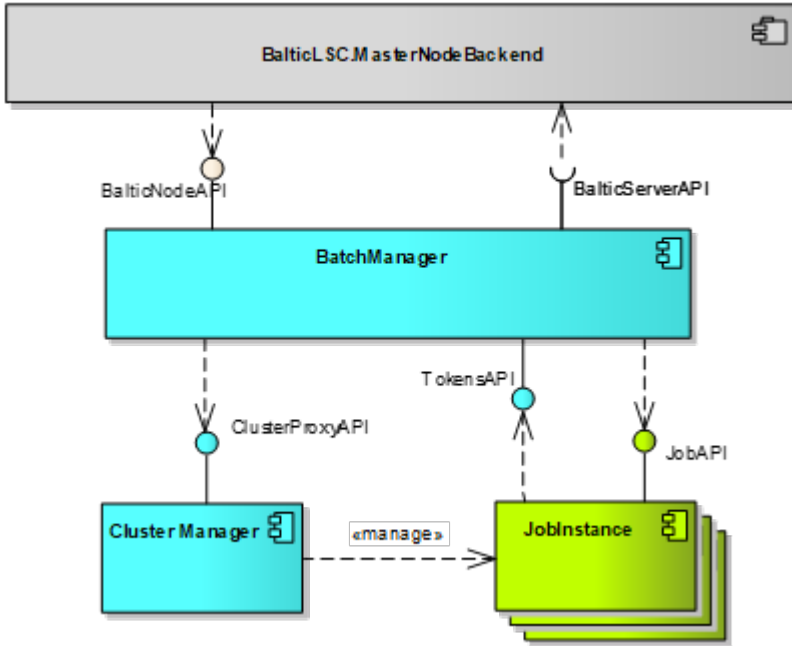 BalticLSC.MasterNodeBackend
BalticNodeAPI
BalticServerAPI
BatchManager
TokensAPI
ClusterProxyAPI
JobAPI
Cluster Manager
«manage»
JobInstance